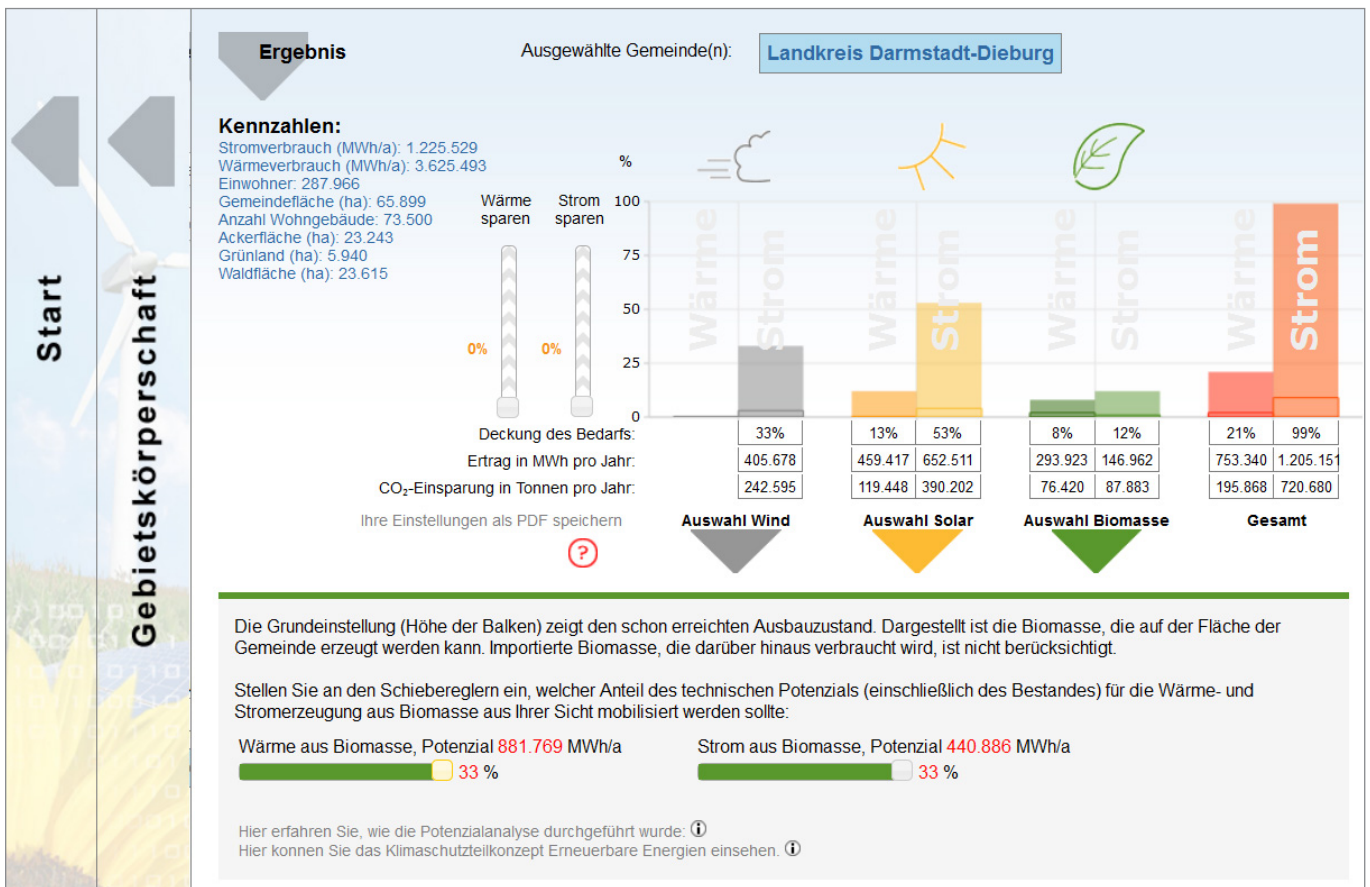 Start
Gebietskörperschaft
Ergebnis
Ausgewählte Gemeinde(n):
Landkreis Darmstadt-Dieburg
Kennzahlen:
Stromverbrauch (MWh/a): 1.225.529
Wärmeverbrauch (MWh/a): 3.625.493
Einwohner: 287.966
Gemeindefläche (ha): 65.899
Anzahl Wohngebäude: 73.500
Ackerfläche (ha): 23.243
Grünland (ha): 5.940
Waldfläche (ha): 23.615
Wärme sparen
Strom sparen
0%
0%
%
100
75
50
25
0
Wärme Strom Wärme Strom Wärme Strom Wärme Strom
Deckung des Bedarfs: 33% 13% 53% 8% 12% 21% 99%
Ertrag in MWh pro Jahr: 405.678 459.417 652.511 293.923 146.962 753.340 1.205.151
CO₂-Einsparung in Tonnen pro Jahr: 242.595 119.448 390.202 76.420 87.883 195.868 720.680
Ihre Einstellungen als PDF speichern
Auswahl Wind Auswahl Solar Auswahl Biomasse Gesamt
?
Die Grundeinstellung (Höhe der Balken) zeigt den schon erreichten Ausbauzustand. Dargestellt ist die Biomasse, die auf der Fläche der
Gemeinde erzeugt werden kann. Importierte Biomasse, die darüber hinaus verbraucht wird, ist nicht berücksichtigt.
Stellen Sie an den Schiebereglern ein, welcher Anteil des technischen Potenzials (einschließlich des Bestandes) für die Wärme- und
Stromerzeugung aus Biomasse aus Ihrer Sicht mobilisiert werden sollte:
Wärme aus Biomasse, Potenzial 881.769 MWh/a
33 %
Strom aus Biomasse, Potenzial 440.886 MWh/a
33 %
Hier erfahren Sie, wie die Potenzialanalyse durchgeführt wurde: i
Hier konnen Sie das Klimaschutzteilkonzept Erneuerbare Energien einsehen. i